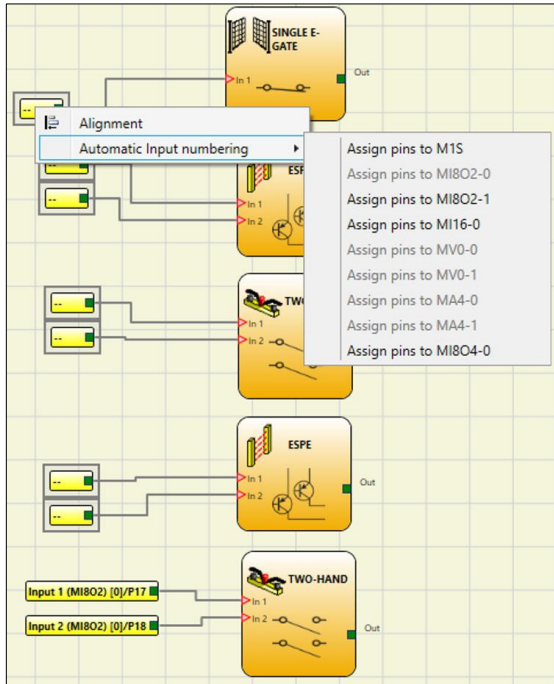 SINGLE E-
GATE
In 1
Out
--
Alignment
Automatic Input numbering
Assign pins to M1S
Assign pins to MI8O2-0
Assign pins to MI8O2-1
Assign pins to MI16-0
Assign pins to MV0-0
Assign pins to MV0-1
Assign pins to MA4-0
Assign pins to MA4-1
Assign pins to MI8O4-0
--
In 1
--
In 2
--
In 1
--
In 2
ESPE
--
In 1
Out
--
In 2
TWO-HAND
Input 1 (MI8O2) [0]/P17
In 1
Input 2 (MI8O2) [0]/P18
In 2
Out